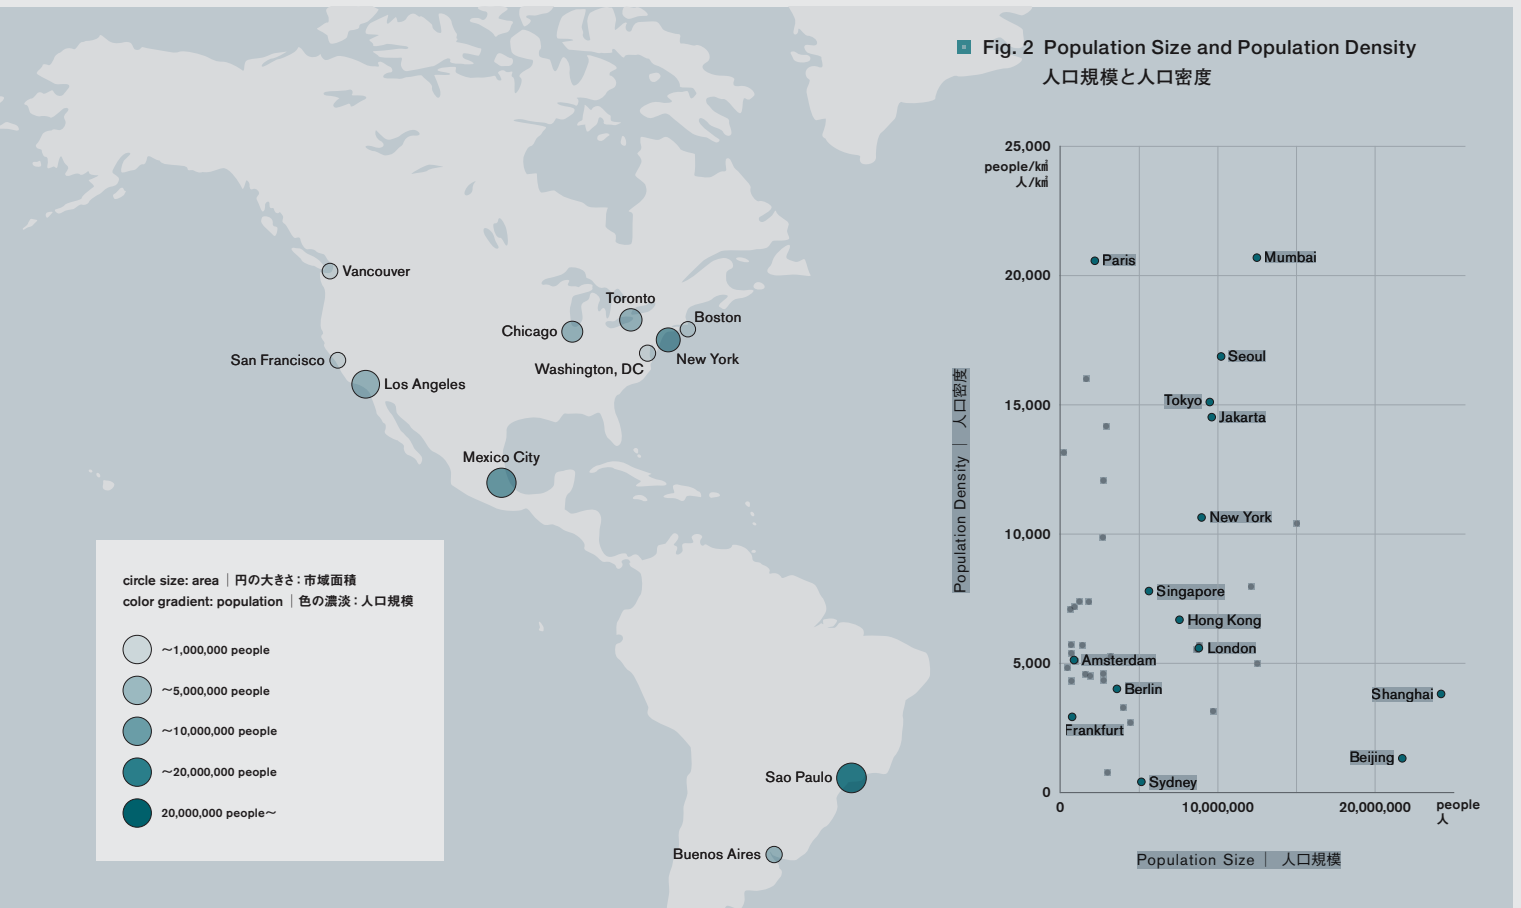 Fig. 2 Population Size and Population Density
人口規模と人口密度
Vancouver
Toronto
Boston
Chicago
New York
San Francisco
Washington, DC
Los Angeles
Mexico City
Sao Paulo
Buenos Aires
circle size: area｜円の大きさ：市域面積
color gradient: population｜色の濃淡：人口規模
〜1,000,000 people
〜5,000,000 people
〜10,000,000 people
〜20,000,000 people
20,000,000 people〜
25,000
people/㎢
人/㎢
20,000
15,000
10,000
5,000
0
Population Density｜人口密度
Paris
Mumbai
Seoul
Tokyo
Jakarta
New York
Singapore
Hong Kong
London
Amsterdam
Berlin
Shanghai
Frankfurt
Beijing
Sydney
0
10,000,000
20,000,000
people
人
Population Size｜人口規模